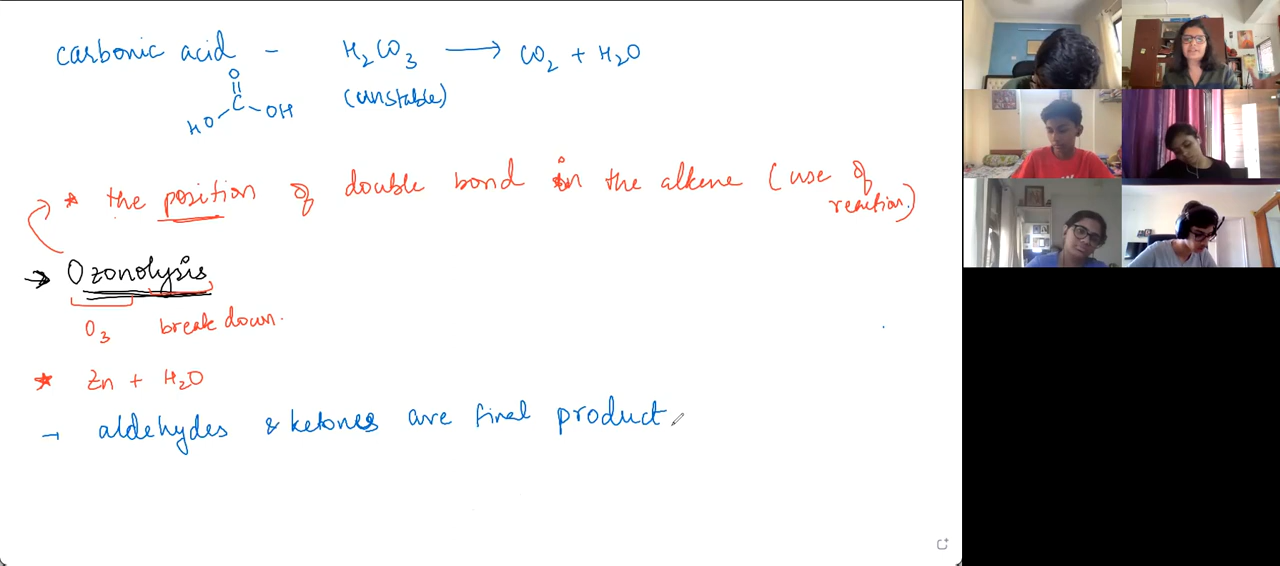 carbonic acid - H₂CO₃ → CO₂ + H₂O
O
C
HO OH (unstable)
* the position of double bond in the alkene (use of
reaction)
→ Ozonolysis
O₃ break down.
* Zn + H₂O
→ aldehydes & ketones are final product